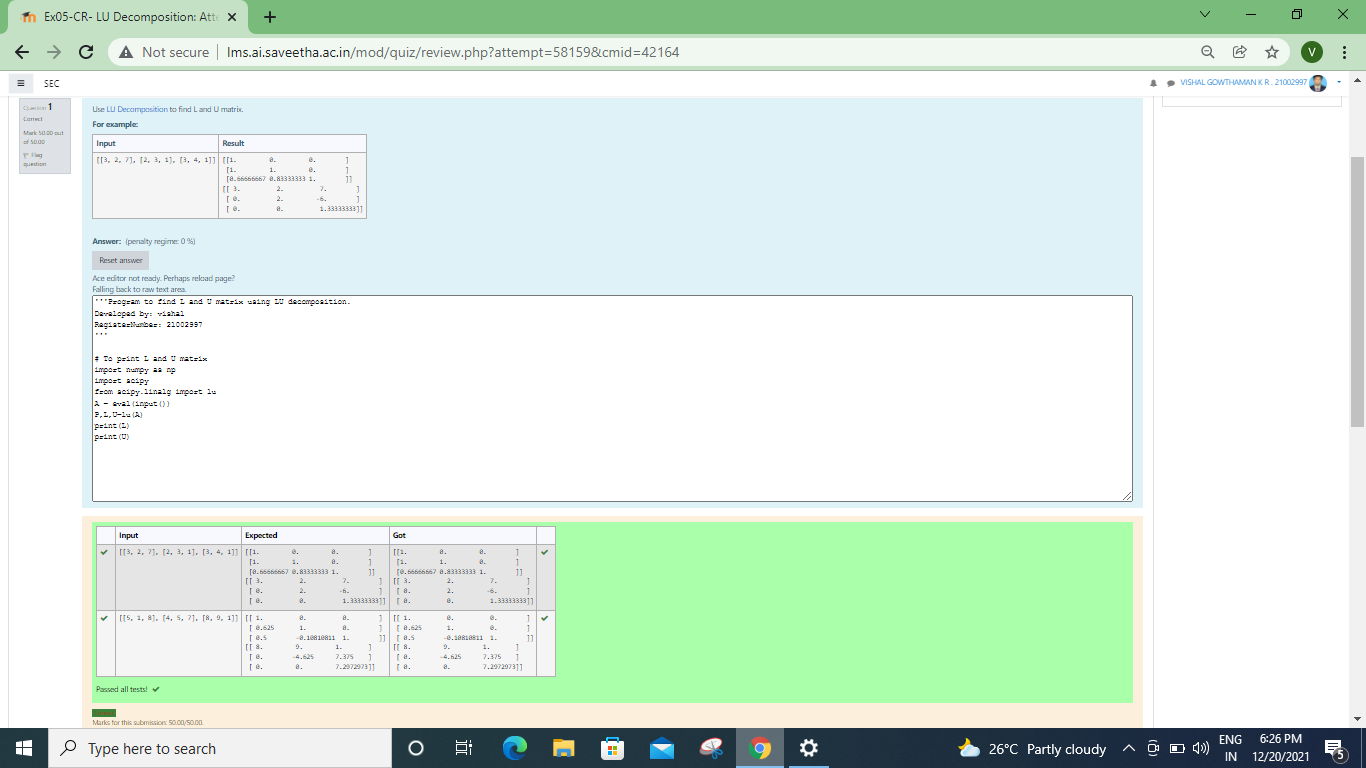 Ex05-CR- LU Decomposition: Atte
Not secure lms.ai.saveetha.ac.in/mod/quiz/review.php?attempt=58159&cmid=42164
V
SEC
VISHAL GOWTHAMAN K R . 21002997
Question 1
Correct
Mark 50.00 out
of 50.00
Flag
question
Use LU Decomposition to find L and U matrix.
For example:
Input Result
[[3, 2, 7], [2, 3, 1], [3, 4, 1]] [[1. 0. 0. ]
[1. 1. 0. ]
[0.66666667 0.83333333 1. ]]
[[ 3. 2. 7. ]
[ 0. 2. -6. ]
[ 0. 0. 1.33333333]]
Answer: (penalty regime: 0 %)
Reset answer
Ace editor not ready. Perhaps reload page?
Falling back to raw text area.
'''Program to find L and U matrix using LU decomposition.
Developed by: vishal
RegisterNumber: 21002997
'''
# To print L and U matrix
import numpy as np
import scipy
from scipy.linalg import lu
A = eval(input())
P,L,U=lu(A)
print(L)
print(U)
Input Expected Got
[[3, 2, 7], [2, 3, 1], [3, 4, 1]] [[1. 0. 0. ] [[1. 0. 0. ]
[1. 1. 0. ] [1. 1. 0. ]
[0.66666667 0.83333333 1. ]] [0.66666667 0.83333333 1. ]]
[[ 3. 2. 7. ] [[ 3. 2. 7. ]
[ 0. 2. -6. ] [ 0. 2. -6. ]
[ 0. 0. 1.33333333]] [ 0. 0. 1.33333333]]
[[5, 1, 8], [4, 5, 7], [8, 9, 1]] [[ 1. 0. 0. ] [[ 1. 0. 0. ]
[ 0.625 1. 0. ] [ 0.625 1. 0. ]
[ 0.5 -0.10810811 1. ]] [ 0.5 -0.10810811 1. ]]
[[ 8. 9. 1. ] [[ 8. 9. 1. ]
[ 0. -4.625 7.375 ] [ 0. -4.625 7.375 ]
[ 0. 0. 7.2972973]] [ 0. 0. 7.2972973]]
Passed all tests!
Marks for this submission: 50.00/50.00.
Type here to search
26°C Partly cloudy
ENG
IN
6:26 PM
12/20/2021
5